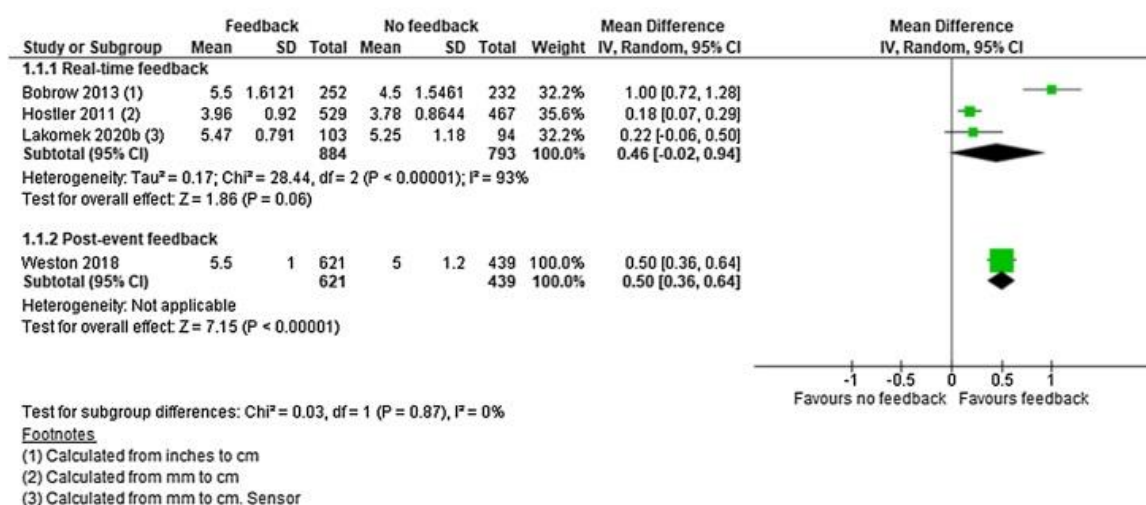 Feedback No feedback Mean Difference Mean Difference
Study or Subgroup Mean SD Total Mean SD Total Weight IV, Random, 95% CI IV, Random, 95% CI
1.1.1 Real-time feedback
Bobrow 2013 (1) 5.5 1.6121 252 4.5 1.5461 232 32.2% 1.00 [0.72, 1.28]
Hostler 2011 (2) 3.96 0.92 529 3.78 0.8644 467 35.6% 0.18 [0.07, 0.29]
Lakomek 2020b (3) 5.47 0.791 103 5.25 1.18 94 32.2% 0.22 [-0.06, 0.50]
Subtotal (95% CI) 884 793 100.0% 0.46 [-0.02, 0.94]
Heterogeneity: Tau² = 0.17; Chi² = 28.44, df = 2 (P < 0.00001); I² = 93%
Test for overall effect: Z = 1.86 (P = 0.06)
1.1.2 Post-event feedback
Weston 2018 5.5 1 621 5 1.2 439 100.0% 0.50 [0.36, 0.64]
Subtotal (95% CI) 621 439 100.0% 0.50 [0.36, 0.64]
Heterogeneity: Not applicable
Test for overall effect: Z = 7.15 (P < 0.00001)
-1 -0.5 0 0.5 1
Favours no feedback Favours feedback
Test for subgroup differences: Chi² = 0.03, df = 1 (P = 0.87), I² = 0%
Footnotes
(1) Calculated from inches to cm
(2) Calculated from mm to cm
(3) Calculated from mm to cm. Sensor